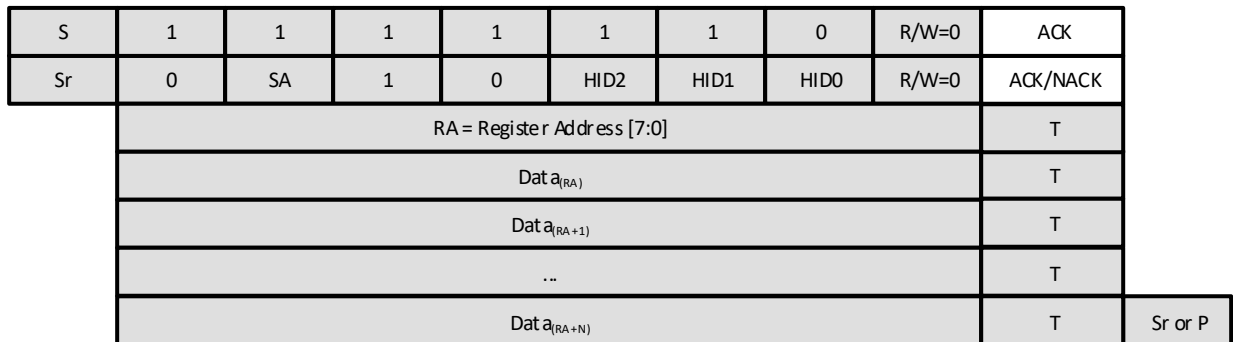 S 1 1 1 1 1 1 0 R/W=0 ACK
Sr 0 SA 1 0 HID2 HID1 HID0 R/W=0 ACK/NACK
RA = Register Address [7:0] T
Data(RA) T
Data(RA+1) T
... T
Data(RA+N) T Sr or P